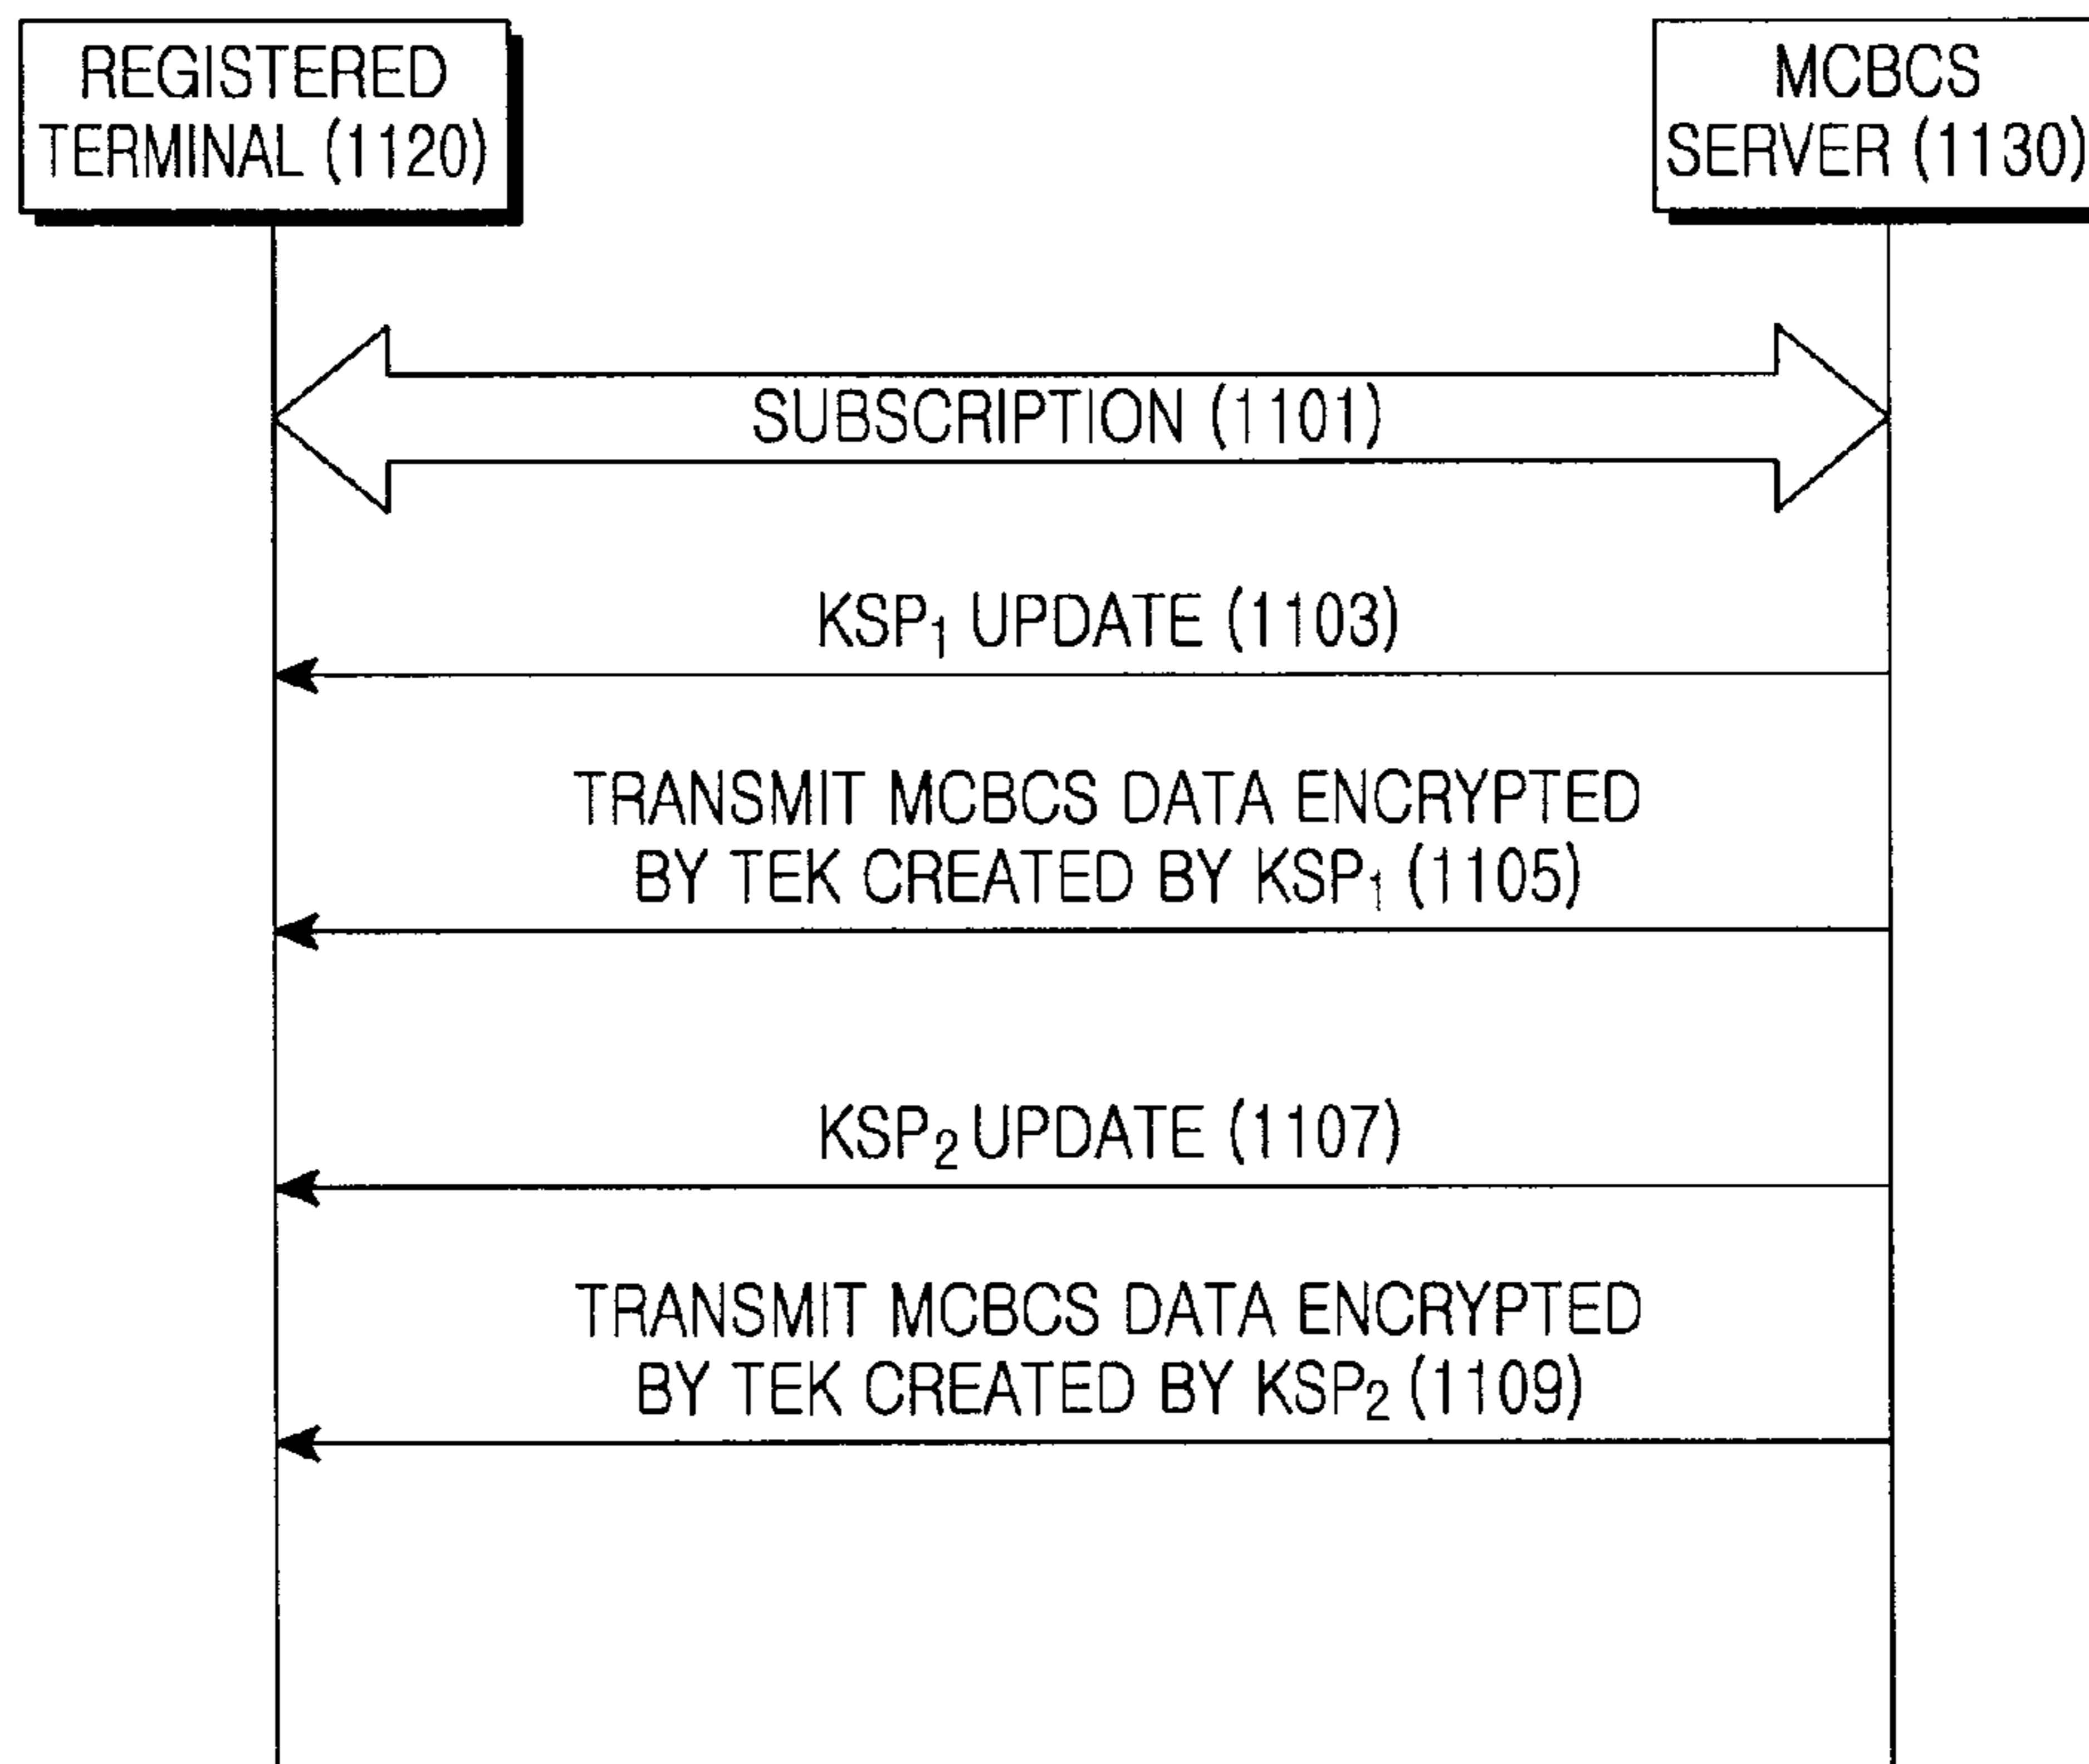 REGISTERED
TERMINAL (1120)
MCBCS
SERVER (1130)
SUBSCRIPTION (1101)
KSP₁ UPDATE (1103)
TRANSMIT MCBCS DATA ENCRYPTED
BY TEK CREATED BY KSP₁ (1105)
KSP₂ UPDATE (1107)
TRANSMIT MCBCS DATA ENCRYPTED
BY TEK CREATED BY KSP₂ (1109)